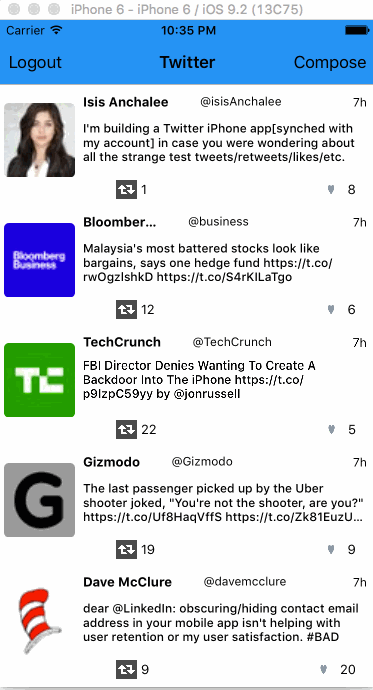 iPhone 6 - iPhone 6 / iOS 9.2 (13C75)
Carrier 10:35 PM
Logout Twitter Compose
Isis Anchalee @isisAnchalee 7h
I'm building a Twitter iPhone app[synched with
my account] in case you were wondering about
all the strange test tweets/retweets/likes/etc.
1 8
Bloomber... @business 7h
Bloomberg
Business
Malaysia's most battered stocks look like
bargains, says one hedge fund https://t.co/
rwOgzIshkD https://t.co/S4rKILaTgo
12 6
TechCrunch @TechCrunch 7h
TC
FBI Director Denies Wanting To Create A
Backdoor Into The iPhone https://t.co/
p9IzpC59yy by @jonrussell
22 5
Gizmodo @Gizmodo 7h
G
The last passenger picked up by the Uber
shooter joked, "You're not the shooter, are you?"
https://t.co/Uf8HaqVffS https://t.co/Zk81EuzU...
19 9
Dave McClure @davemcclure 7h
dear @LinkedIn: obscuring/hiding contact email
address in your mobile app isn't helping with
user retention or my user satisfaction. #BAD
9 20